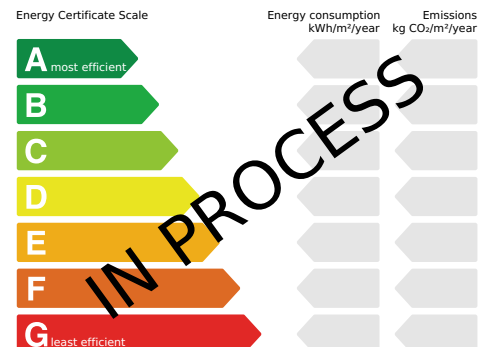 Energy Certificate Scale
Energy consumption
kWh/m²/year
Emissions
kg CO₂/m²/year
A most efficient
B
C
D
E
F
G least efficient
IN PROCESS